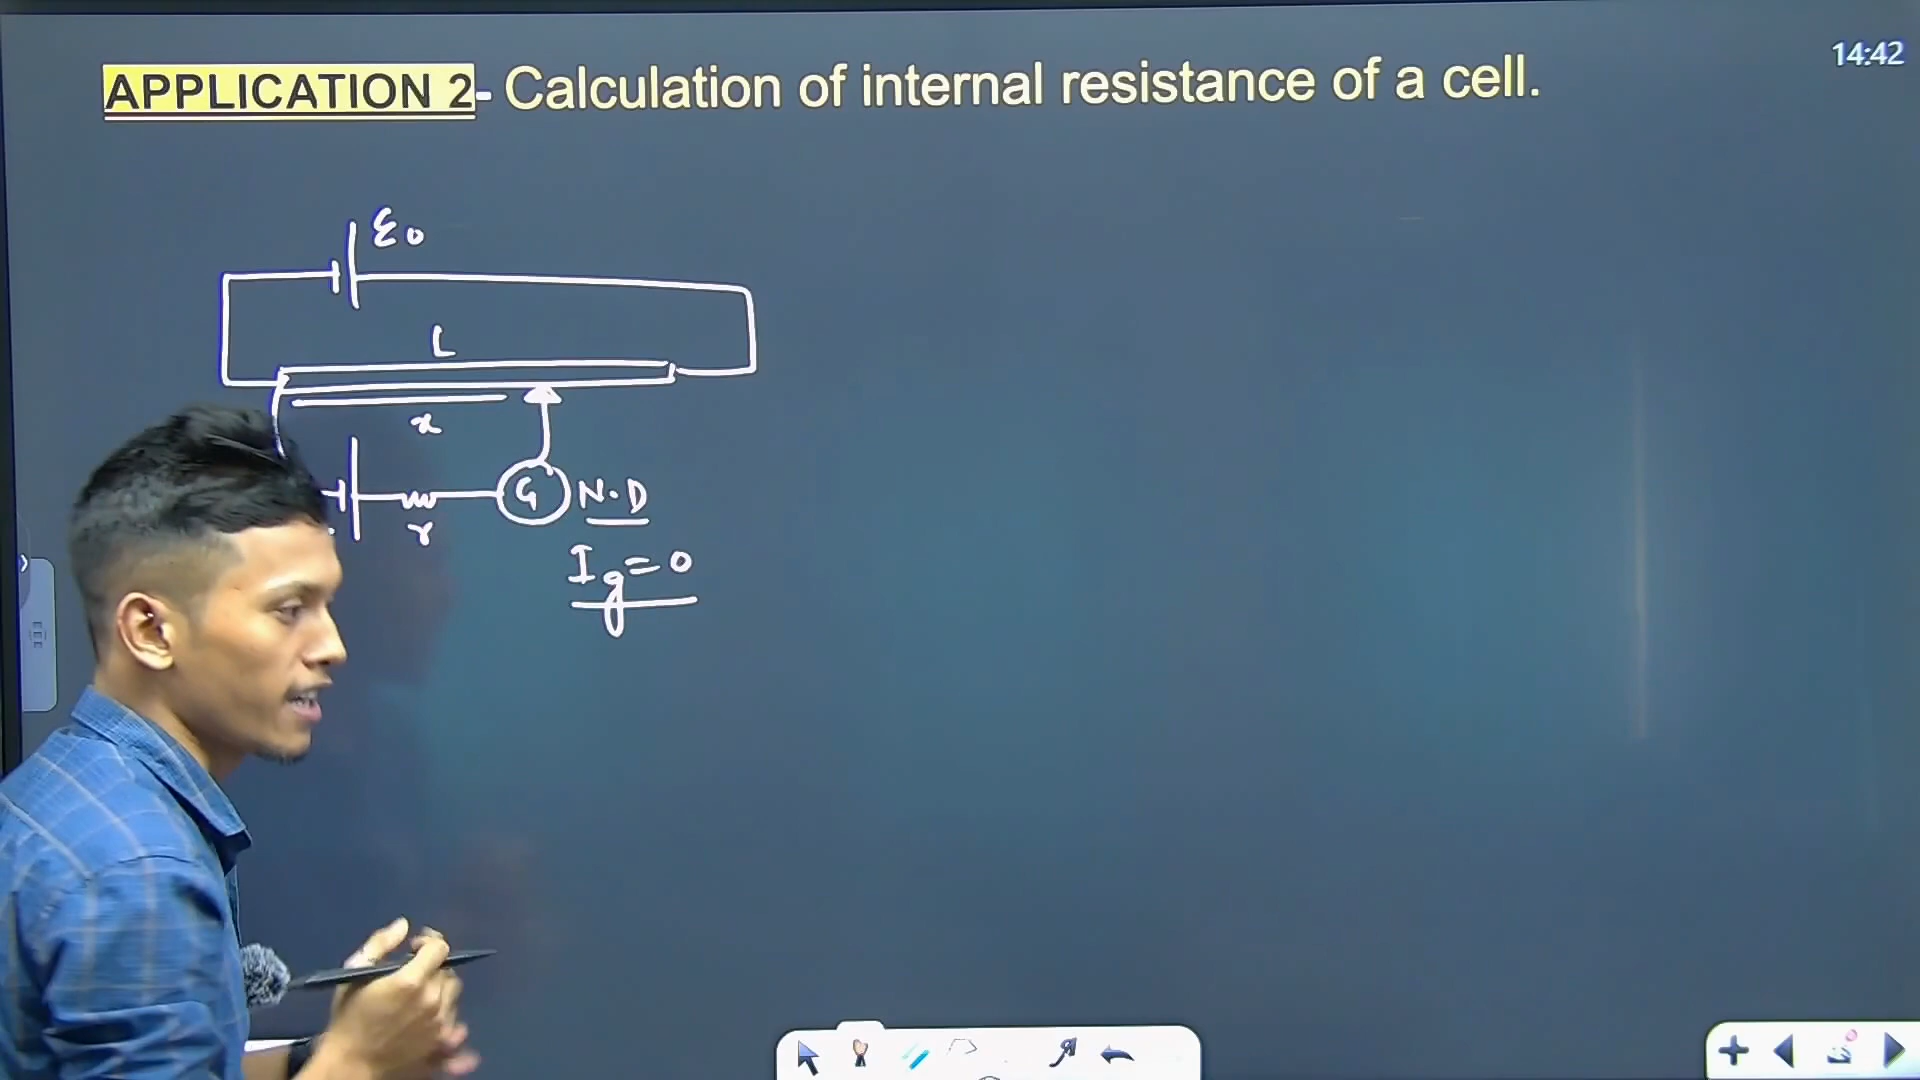 14:42
APPLICATION 2- Calculation of internal resistance of a cell.
ε₀
L
x
G N.D
r
I_g=0